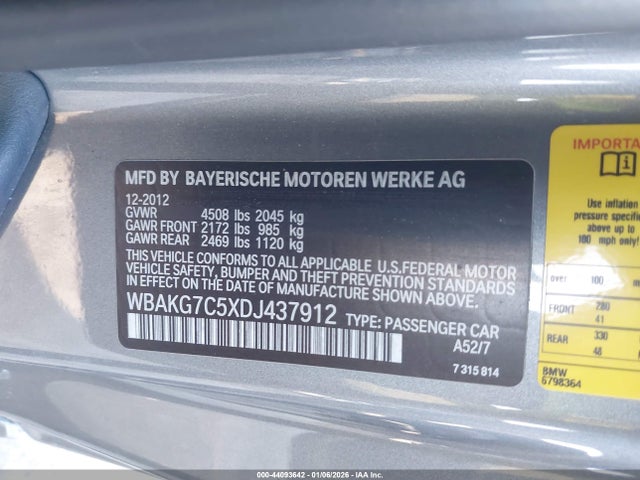 MFD BY BAYERISCHE MOTOREN WERKE AG
12-2012
GVWR 4508 lbs 2045 kg
GAWR FRONT 2172 lbs 985 kg
GAWR REAR 2469 lbs 1120 kg
THIS VEHICLE CONFORMS TO ALL APPLICABLE U.S.FEDERAL MOTOR
VEHICLE SAFETY, BUMPER AND THEFT PREVENTION STANDARDS
IN EFFECT ON THE DATE OF MANUFACTURE SHOWN ABOVE.
WBAKG7C5XDJ437912 TYPE: PASSENGER CAR
A52/7
7 315 814
IMPORTA
Use inflation
pressure specifie
above, up to
100 mph only!
over 100 mph
FRONT 280
41
REAR 330
48
BMW
6798364
000-44093642 - 01/06/2026 - IAA Inc.